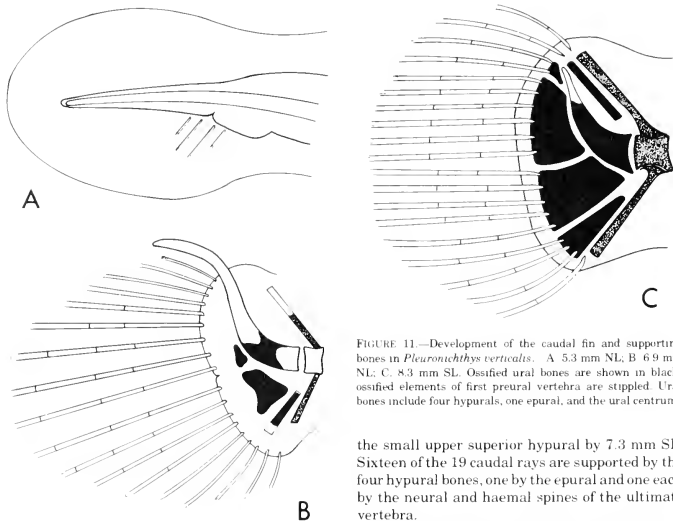 A
B
C
FIGURE 11.—Development of the caudal fin and supportin
bones in Pleuronichthys verticalis. A 5.3 mm NL; B 6.9 m
NL; C. 8.3 mm SL. Ossified ural bones are shown in blac
ossified elements of first preural vertebra are stippled. Ur
bones include four hypurals, one epural, and the ural centrum
the small upper superior hypural by 7.3 mm SL
Sixteen of the 19 caudal rays are supported by th
four hypural bones, one by the epural and one eac
by the neural and haemal spines of the ultimat
vertebra.